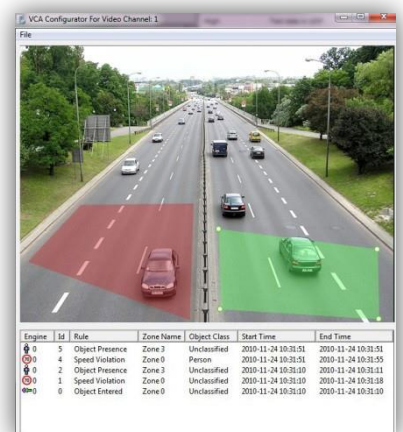 VCA Configurator For Video Channel: 1
File
Engine Id Rule Zone Name Object Class Start Time End Time
0 5 Object Presence Zone 3 Unclassified 2010-11-24 10:31:51 2010-11-24 10:31:51
0 4 Speed Violation Zone 0 Person 2010-11-24 10:31:51 2010-11-24 10:31:55
0 2 Object Presence Zone 3 Unclassified 2010-11-24 10:31:10 2010-11-24 10:31:11
0 1 Speed Violation Zone 0 Unclassified 2010-11-24 10:31:10 2010-11-24 10:31:18
0 0 Object Entered Zone 0 Unclassified 2010-11-24 10:31:10 2010-11-24 10:31:10